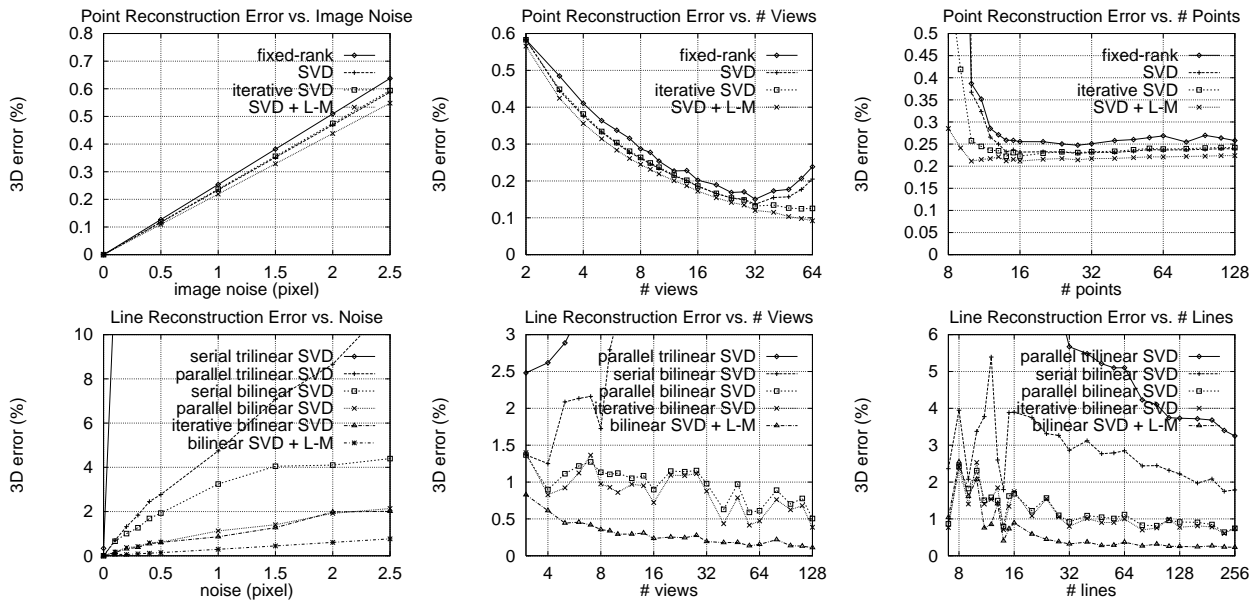 Point Reconstruction Error vs. Image Noise
0.8
0.7
0.6
0.5
0.4
0.3
0.2
0.1
0
3D error (%)
fixed-rank
SVD
iterative SVD
SVD + L-M
0
0.5
1
1.5
2
2.5
image noise (pixel)
Point Reconstruction Error vs. # Views
0.6
0.5
0.4
0.3
0.2
0.1
0
3D error (%)
fixed-rank
SVD
iterative SVD
SVD + L-M
2
4
8
16
32
64
# views
Point Reconstruction Error vs. # Points
0.5
0.45
0.4
0.35
0.3
0.25
0.2
0.15
0.1
0.05
0
3D error (%)
fixed-rank
SVD
iterative SVD
SVD + L-M
8
16
32
64
128
# points
Line Reconstruction Error vs. Noise
10
8
6
4
2
0
3D error (%)
serial trilinear SVD
parallel trilinear SVD
serial bilinear SVD
parallel bilinear SVD
iterative bilinear SVD
bilinear SVD + L-M
0
0.5
1
1.5
2
2.5
noise (pixel)
Line Reconstruction Error vs. # Views
3
2.5
2
1.5
1
0.5
0
3D error (%)
parallel trilinear SVD
serial bilinear SVD
parallel bilinear SVD
iterative bilinear SVD
bilinear SVD + L-M
4
8
16
32
64
128
# views
Line Reconstruction Error vs. # Lines
6
5
4
3
2
1
0
3D error (%)
parallel trilinear SVD
serial bilinear SVD
parallel bilinear SVD
iterative bilinear SVD
bilinear SVD + L-M
8
16
32
64
128
256
# lines